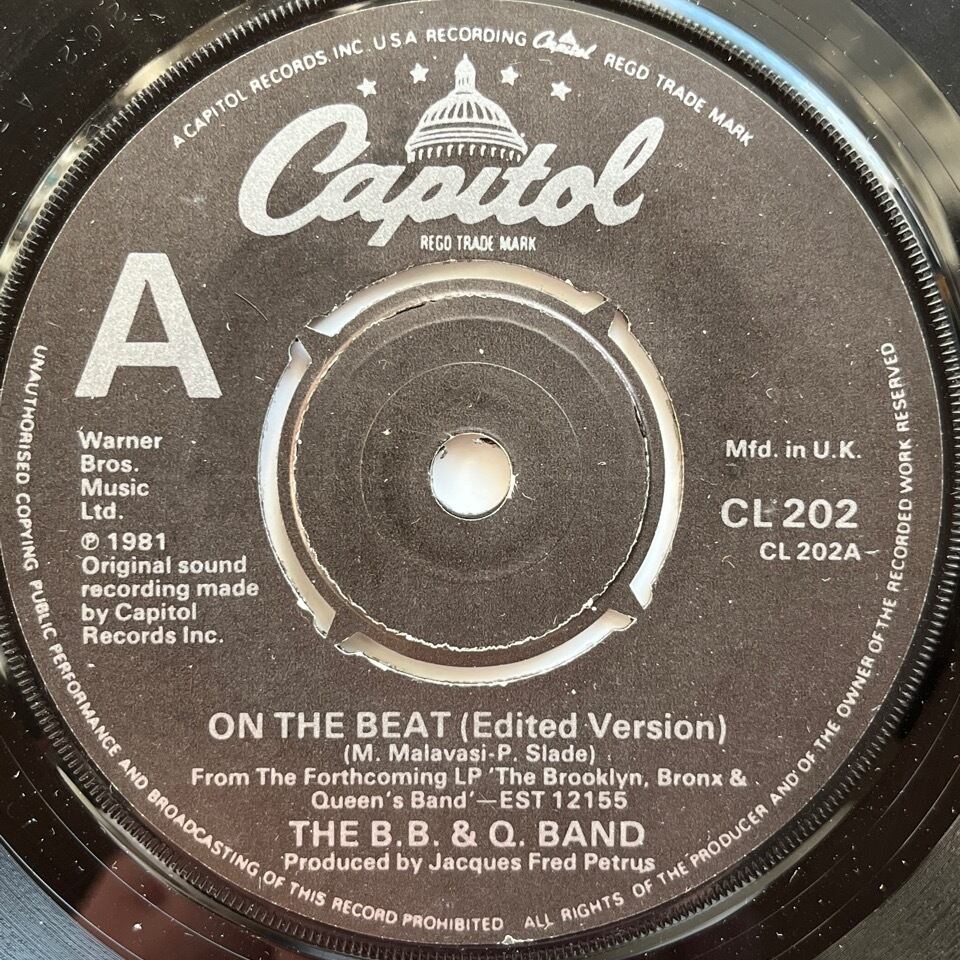 A CAPITOL RECORDS, INC. U.S.A RECORDING Capitol REGD TRADE MARK
Capitol
REGD TRADE MARK
A
Warner
Bros.
Music
Ltd.
℗ 1981
Original sound
recording made
by Capitol
Records Inc.
Mfd. in U.K.
CL 202
CL 202A
ON THE BEAT (Edited Version)
(M. Malavasi-P. Slade)
From The Forthcoming LP 'The Brooklyn, Bronx &
Queen's Band'—EST 12155
THE B.B. & Q. BAND
Produced by Jacques Fred Petrus
UNAUTHORISED COPYING PUBLIC PERFORMANCE AND BROADCASTING OF THIS RECORD PROHIBITED ALL RIGHTS OF THE PRODUCER AND OF THE OWNER OF THE RECORDED WORK RESERVED